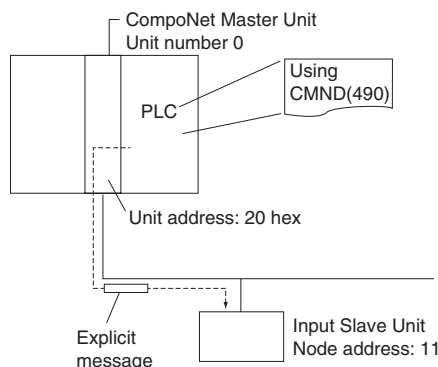 CompoNet Master Unit
Unit number 0
Using
CMND(490)
PLC
Unit address: 20 hex
Explicit
message
Input Slave Unit
Node address: 11